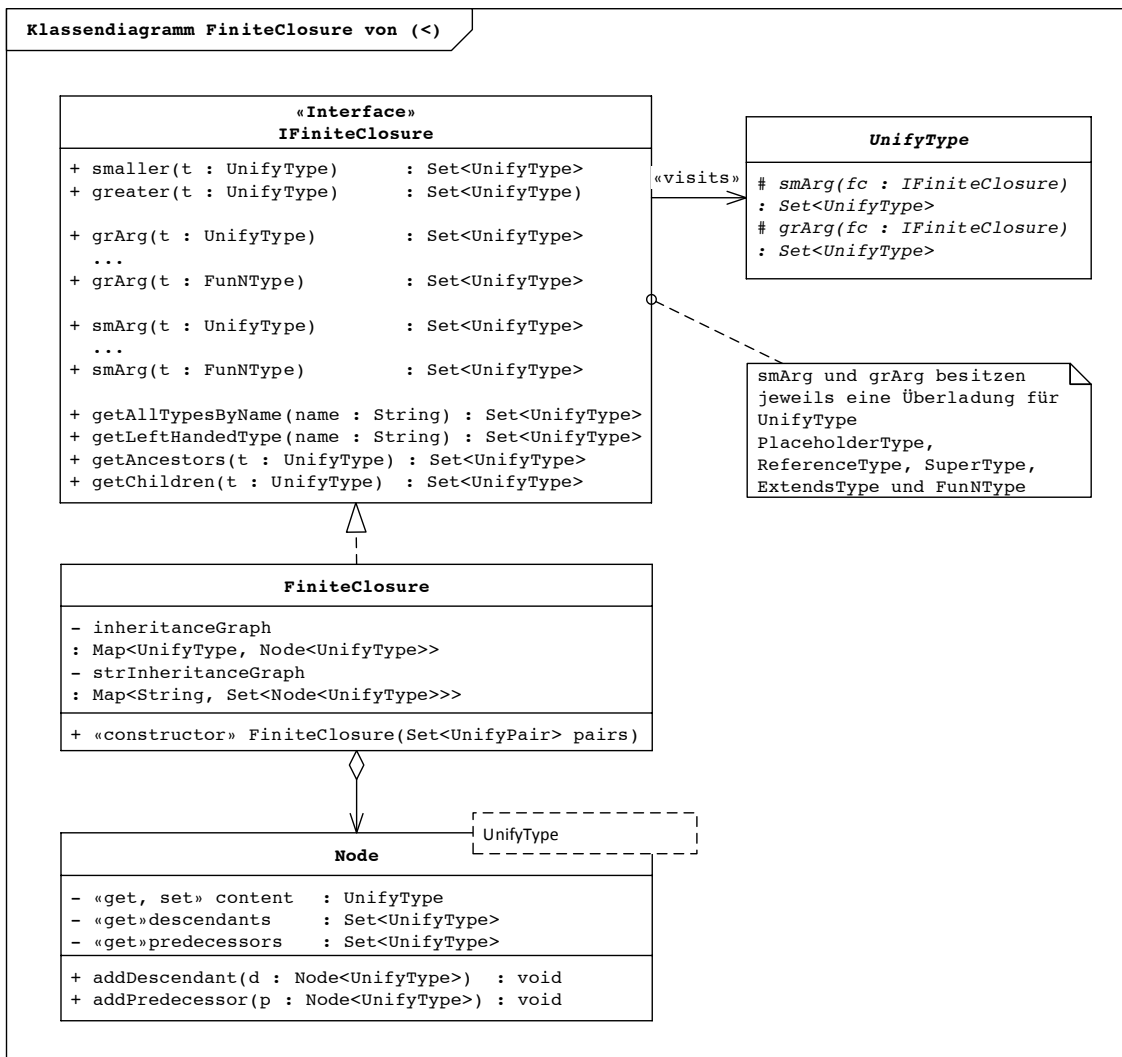 Klassendiagramm FiniteClosure von (<)
«Interface»
IFiniteClosure
+ smaller(t : UnifyType) : Set<UnifyType>
+ greater(t : UnifyType) : Set<UnifyType)
+ grArg(t : UnifyType) : Set<UnifyType>
...
+ grArg(t : FunNType) : Set<UnifyType>
+ smArg(t : UnifyType) : Set<UnifyType>
...
+ smArg(t : FunNType) : Set<UnifyType>
+ getAllTypesByName(name : String) : Set<UnifyType>
+ getLeftHandedType(name : String) : Set<UnifyType>
+ getAncestors(t : UnifyType) : Set<UnifyType>
+ getChildren(t : UnifyType) : Set<UnifyType>
«visits»
UnifyType
# smArg(fc : IFiniteClosure)
: Set<UnifyType>
# grArg(fc : IFiniteClosure)
: Set<UnifyType>
smArg und grArg besitzen
jeweils eine Überladung für
UnifyType
PlaceholderType,
ReferenceType, SuperType,
ExtendsType und FunNType
FiniteClosure
- inheritanceGraph
: Map<UnifyType, Node<UnifyType>>
- strInheritanceGraph
: Map<String, Set<Node<UnifyType>>>
+ «constructor» FiniteClosure(Set<UnifyPair> pairs)
UnifyType
Node
- «get, set» content : UnifyType
- «get»descendants : Set<UnifyType>
- «get»predecessors : Set<UnifyType>
+ addDescendant(d : Node<UnifyType>) : void
+ addPredecessor(p : Node<UnifyType>) : void